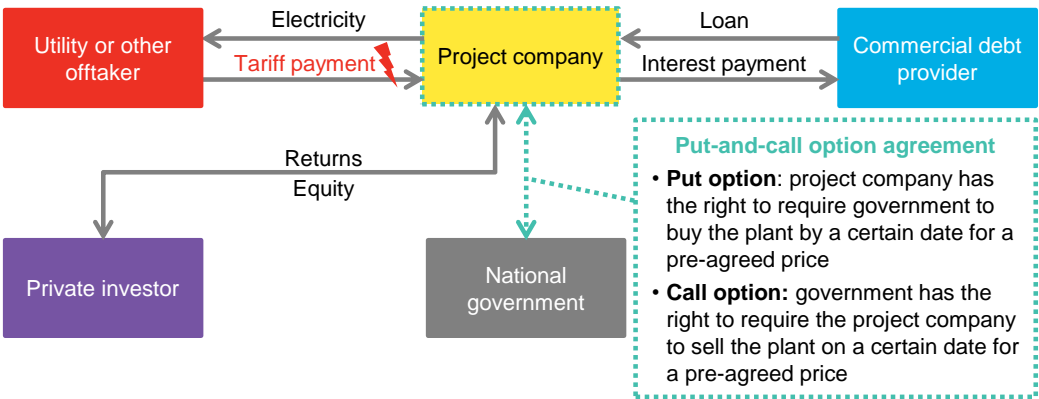 Utility or other
offtaker
Electricity
Tariff payment
Project company
Loan
Interest payment
Commercial debt
provider
Returns
Equity
Private investor
National
government
Put-and-call option agreement
• Put option: project company has
the right to require government to
buy the plant by a certain date for a
pre-agreed price
• Call option: government has the
right to require the project company
to sell the plant on a certain date for
a pre-agreed price